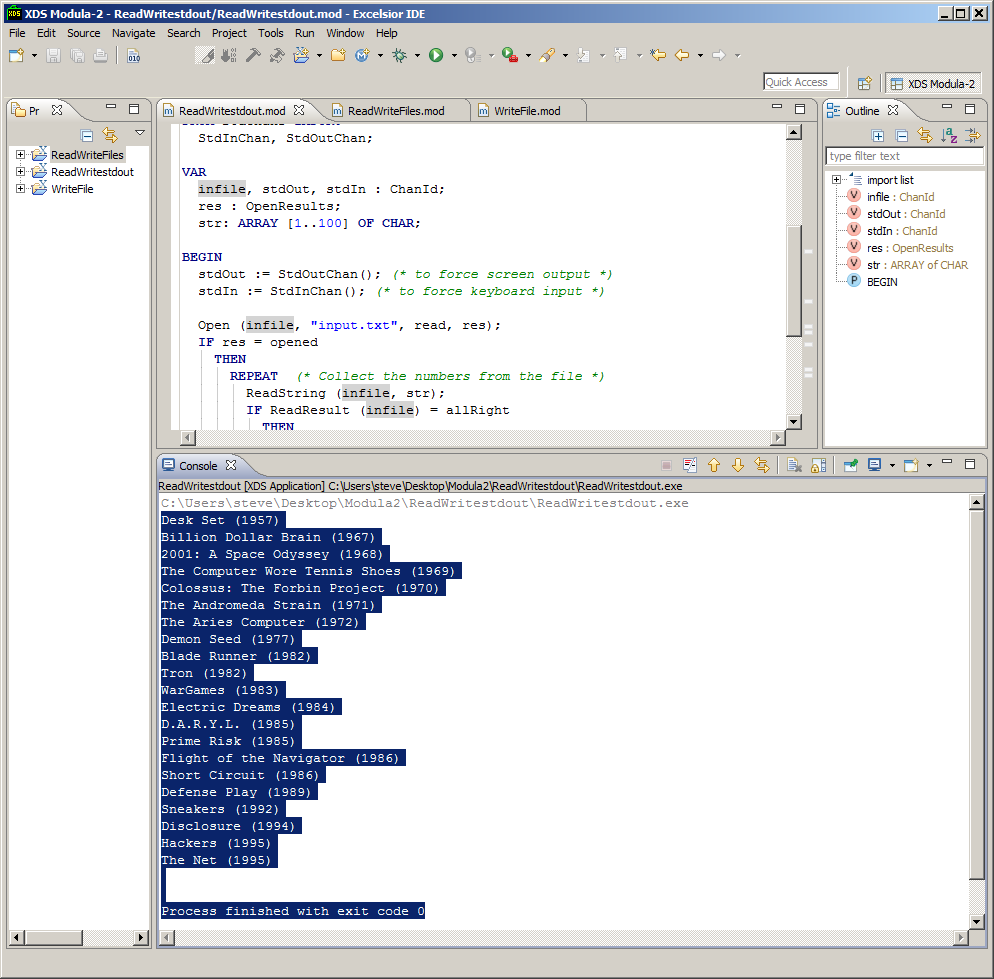 XDS Modula-2 - ReadWritestdout/ReadWritestdout.mod - Excelsior IDE
File Edit Source Navigate Search Project Tools Run Window Help
010
Quick Access
XDS Modula-2
Pr
ReadWriteFiles
ReadWritestdout
WriteFile
ReadWritestdout.mod
ReadWriteFiles.mod
WriteFile.mod
StdInChan, StdOutChan;
VAR
infile, stdOut, stdIn : ChanId;
res : OpenResults;
str: ARRAY [1..100] OF CHAR;
BEGIN
stdOut := StdOutChan(); (* to force screen output *)
stdIn := StdInChan(); (* to force keyboard input *)
Open (infile, "input.txt", read, res);
IF res = opened
THEN
REPEAT (* Collect the numbers from the file *)
ReadString (infile, str);
IF ReadResult (infile) = allRight
THEN
Outline
type filter text
import list
V infile : ChanId
V stdOut : ChanId
V stdIn : ChanId
V res : OpenResults
V str : ARRAY of CHAR
P BEGIN
Console
ReadWritestdout [XDS Application] C:\Users\steve\Desktop\Modula2\ReadWritestdout\ReadWritestdout.exe
C:\Users\steve\Desktop\Modula2\ReadWritestdout\ReadWritestdout.exe
Desk Set (1957)
Billion Dollar Brain (1967)
2001: A Space Odyssey (1968)
The Computer Wore Tennis Shoes (1969)
Colossus: The Forbin Project (1970)
The Andromeda Strain (1971)
The Aries Computer (1972)
Demon Seed (1977)
Blade Runner (1982)
Tron (1982)
WarGames (1983)
Electric Dreams (1984)
D.A.R.Y.L. (1985)
Prime Risk (1985)
Flight of the Navigator (1986)
Short Circuit (1986)
Defense Play (1989)
Sneakers (1992)
Disclosure (1994)
Hackers (1995)
The Net (1995)
Process finished with exit code 0